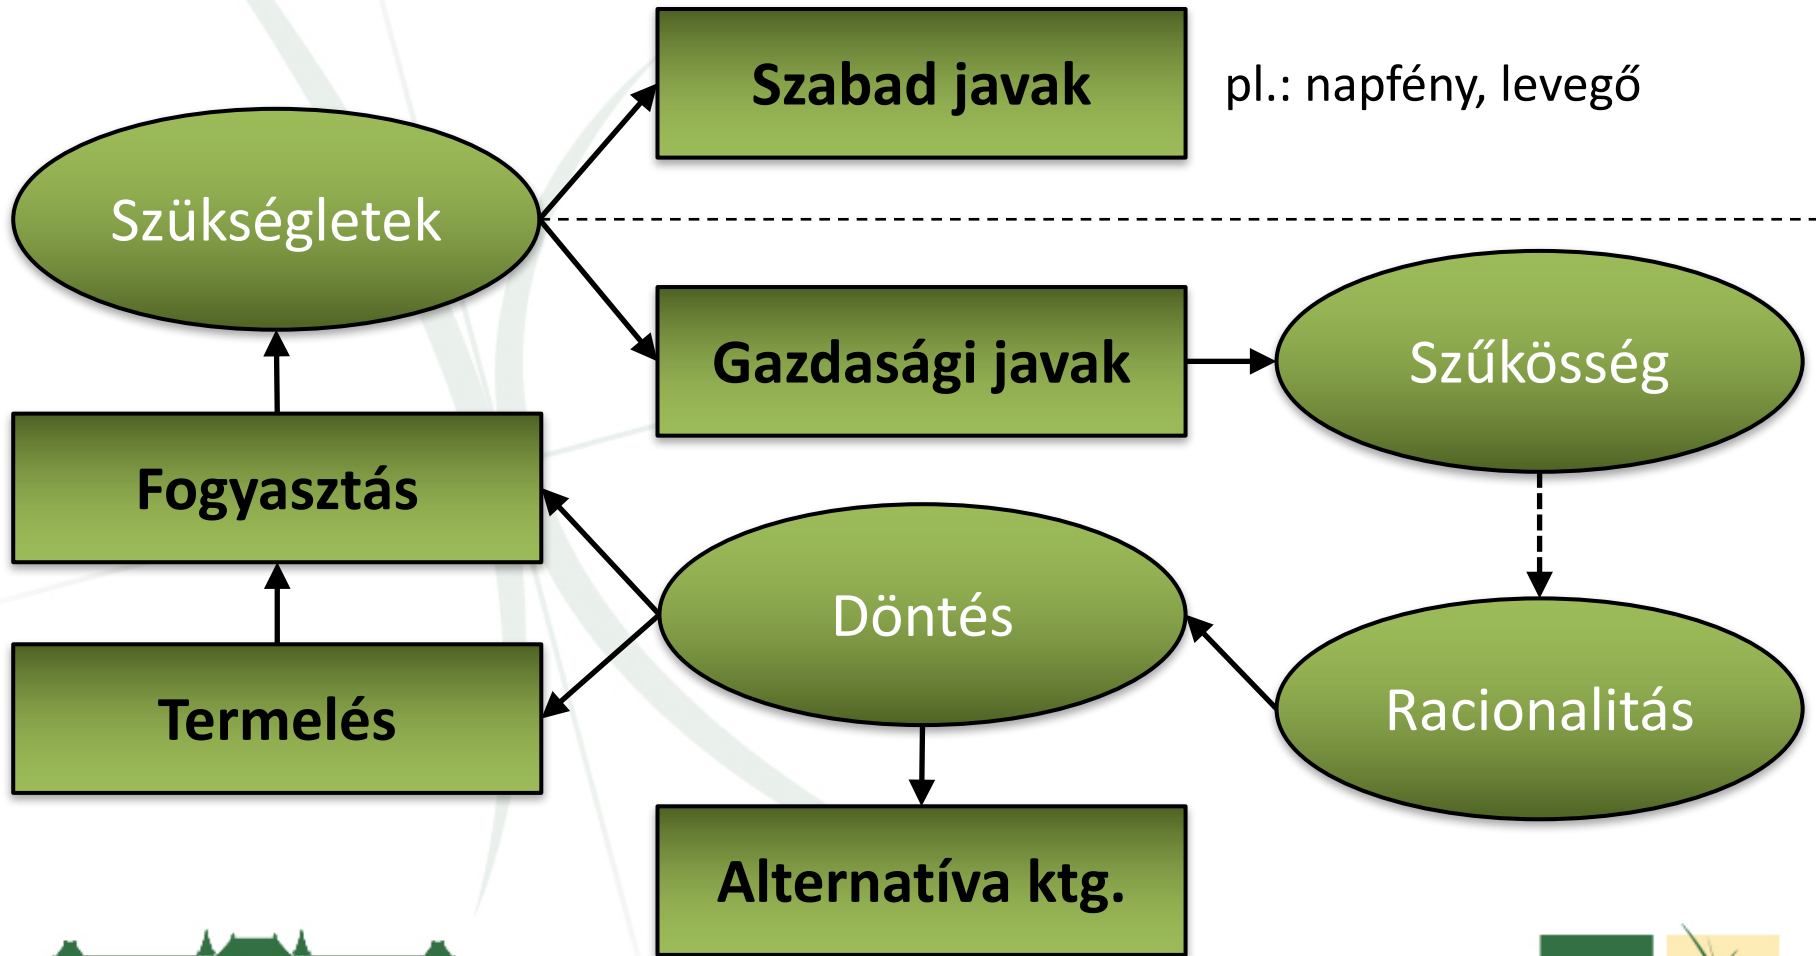 Szabad javak
pl.: napfény, levegő
Szükségletek
Gazdasági javak
Szűkösség
Fogyasztás
Döntés
Termelés
Racionalitás
Alternatíva ktg.